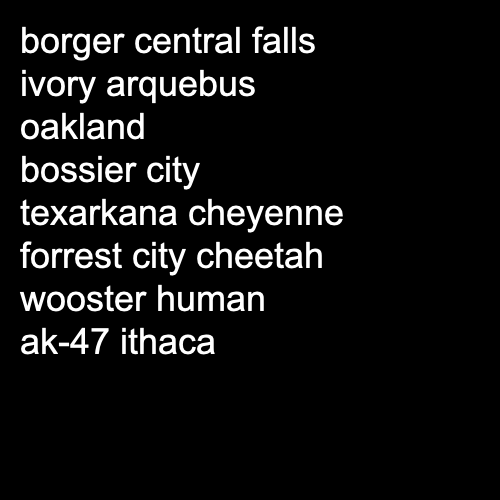 borger central falls
ivory arquebus
oakland
bossier city
texarkana cheyenne
forrest city cheetah
wooster human
ak-47 ithaca